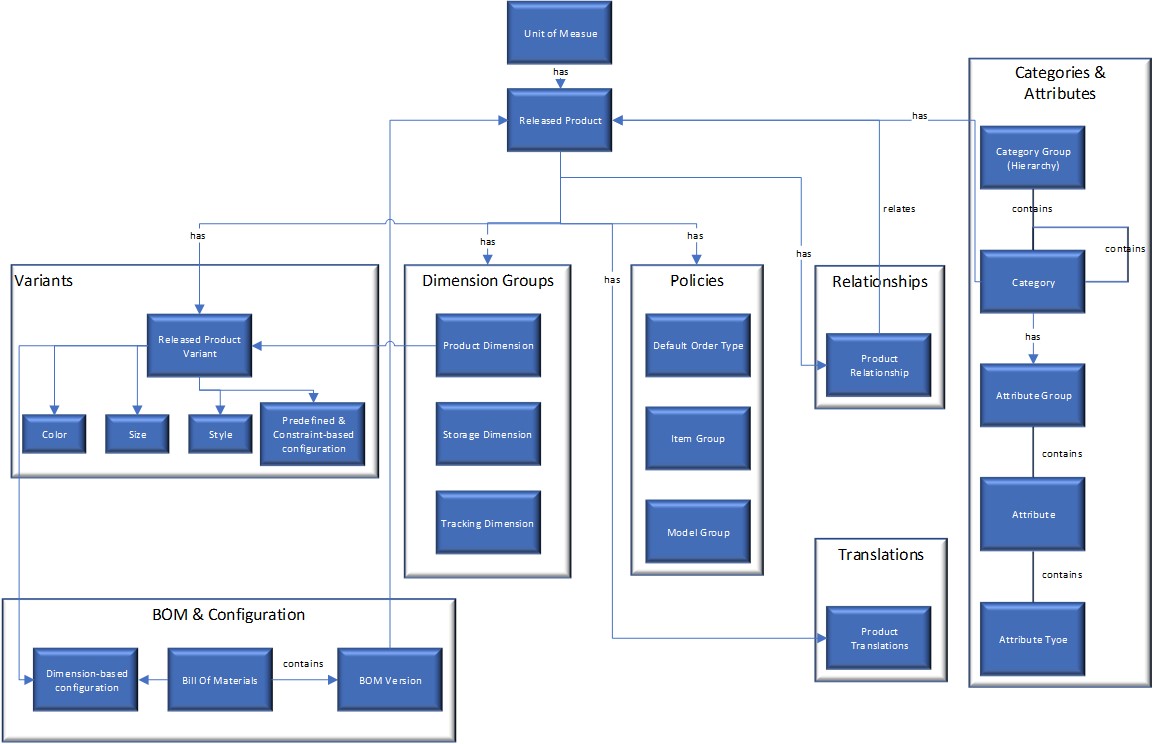 Unit of Measue
has
Released Product
has
relates
has
has
has
has
has
Categories &
Attributes
Category Group
(Hierarchy)
contains
contains
Category
has
Attribute Group
contains
Attribute
contains
Attribute Type
Variants
Released Product
Variant
Color
Size
Style
Predefined &
Constraint-based
configuration
Dimension Groups
Product Dimension
Storage Dimension
Tracking Dimension
Policies
Default Order Type
Item Group
Model Group
Relationships
Product
Relationship
Translations
Product
Translations
BOM & Configuration
Dimension-based
configuration
Bill Of Materials
contains
BOM Version